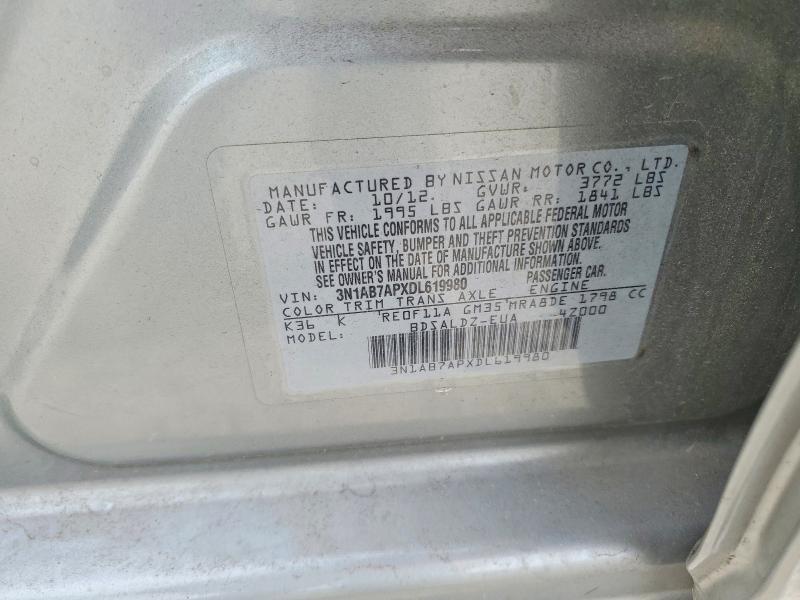 MANUFACTURED BY NISSAN MOTOR CO., LTD.
DATE: 10/12. GVWR: 3772 LBS
GAWR FR: 1995 LBS GAWR RR: 1841 LBS
THIS VEHICLE CONFORMS TO ALL APPLICABLE FEDERAL MOTOR
VEHICLE SAFETY, BUMPER AND THEFT PREVENTION STANDARDS
IN EFFECT ON THE DATE OF MANUFACTURE SHOWN ABOVE.
SEE OWNER'S MANUAL FOR ADDITIONAL INFORMATION.
VIN: 3N1AB7APXDL619980 PASSENGER CAR.
COLOR TRIM TRANS AXLE ENGINE
K36 K RE0F11A GM35 MRA8DE 1798 CC
MODEL: BDSALDZ-EUA -4Z000
3N1AB7APXDL619980